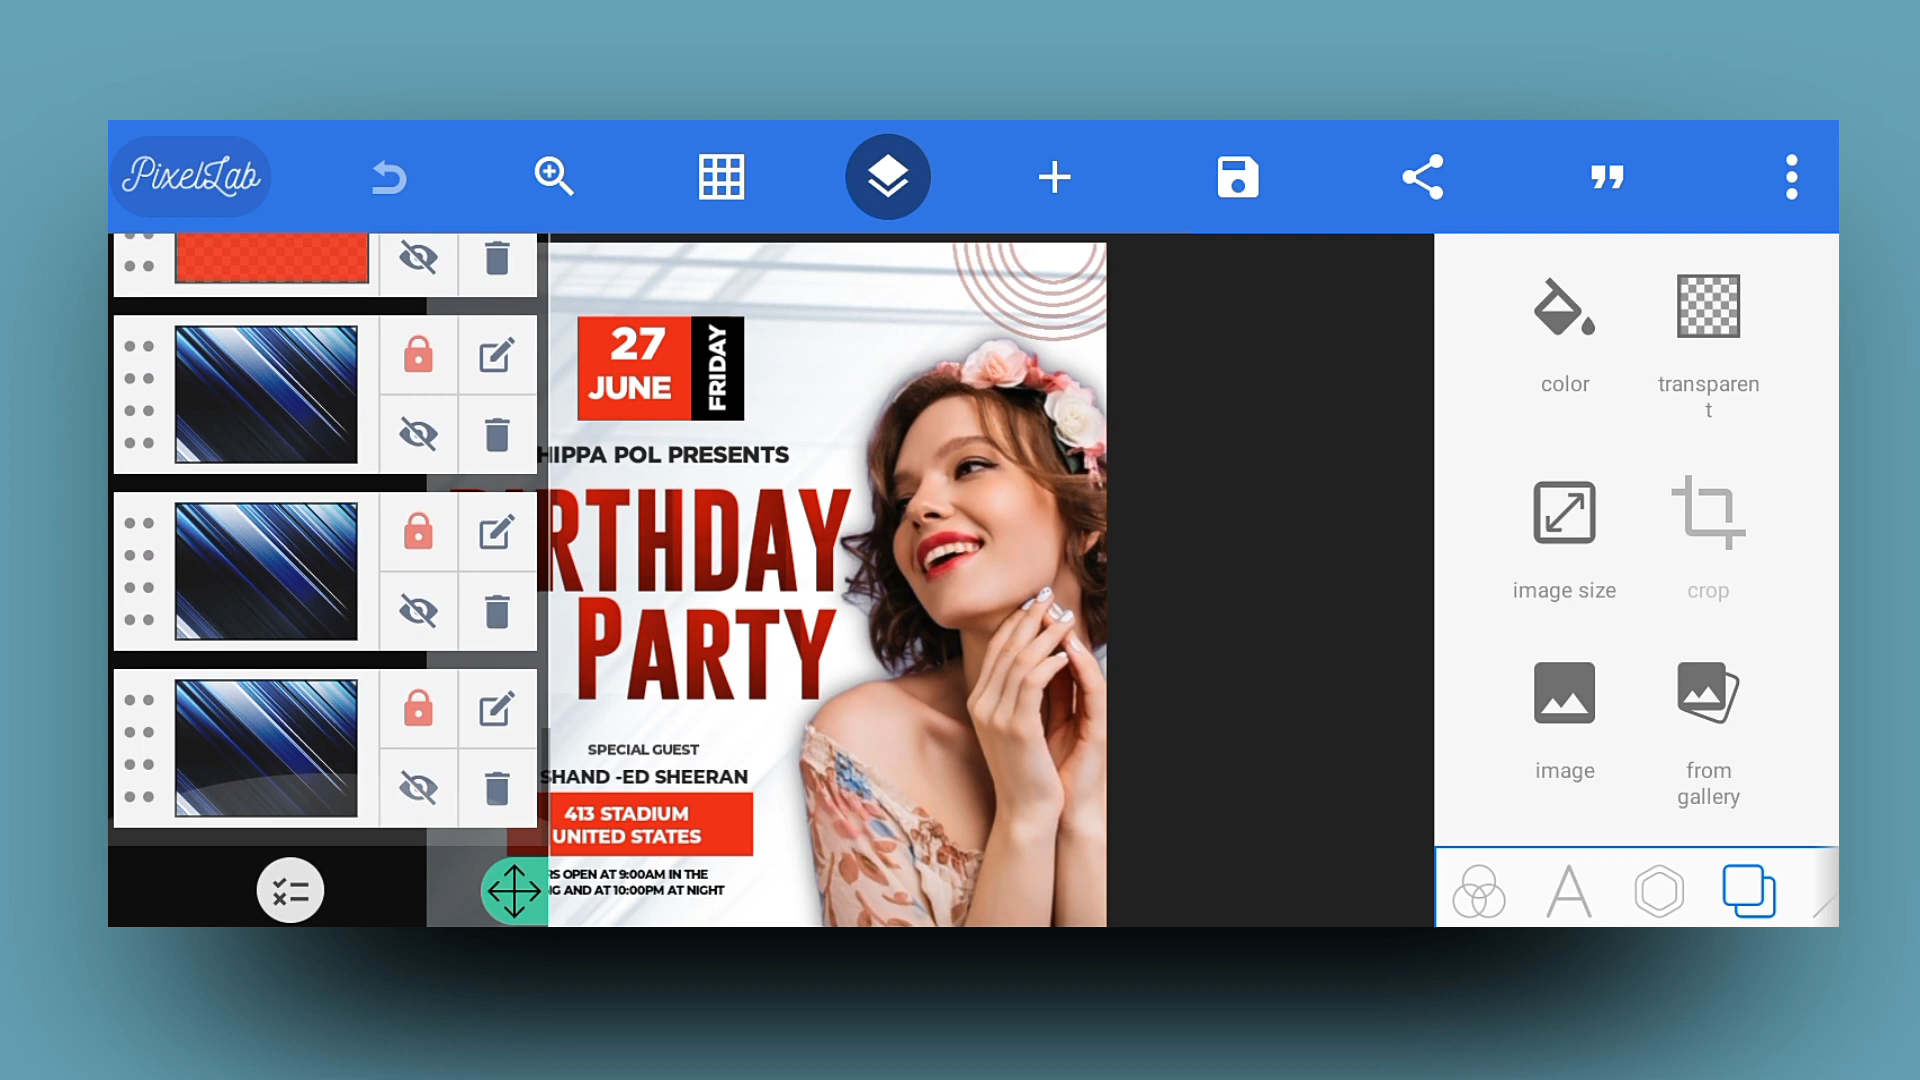 PixelLab
27
JUNE
FRIDAY
HIPPA POL PRESENTS
RTHDAY
PARTY
SPECIAL GUEST
SHAND -ED SHEERAN
413 STADIUM
UNITED STATES
RS OPEN AT 9:00AM IN THE
IG AND AT 10:00PM AT NIGHT
color
transparen
t
image size
crop
image
from
gallery